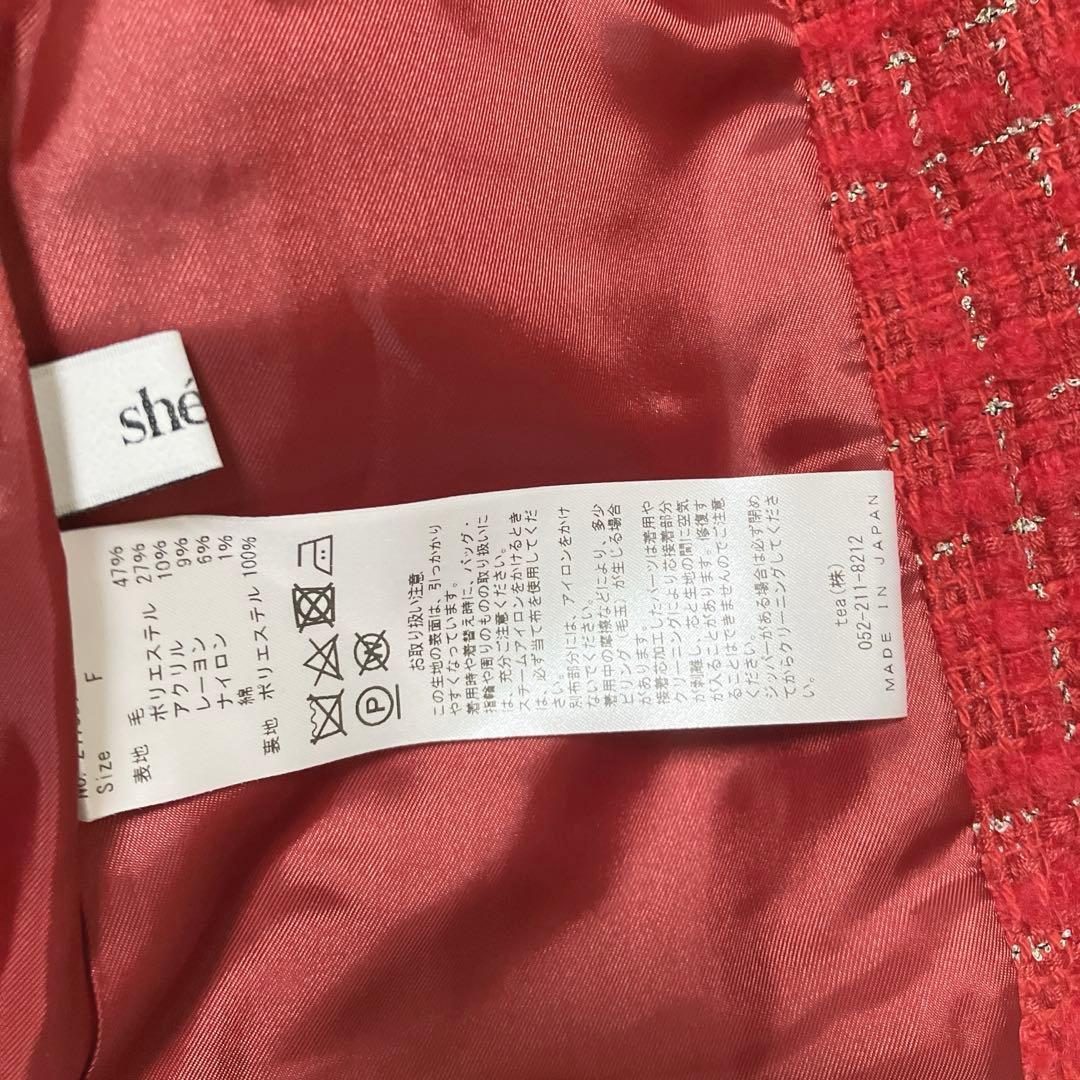 shé
Size F
表地 毛 47%
ポリエステル 27%
アクリル 10%
レーヨン 9%
ナイロン 6%
綿 1%
裏地 ポリエステル 100%
P
お取り扱い注意
この生地の表面は、引っかかり
やすくなっています。
着用時や着替え時に、バッグ・
指輪や周りのものの取り扱いに
は、充分ご注意ください。
スチームアイロンをかけるとき
は、必ず当て布を使用してくだ
さい。
別布部分には、アイロンをかけ
ないでください。
着用中の摩擦などにより、多少
ピリング(毛玉)が生じる場合
があります。
接着芯加工したパーツは着用や
クリーニングによる芯接着部分
が剥離し、芯と生地の間に空気
が入ることがあります。修復す
ることはできませんのでご注意
ください。
ジッパーがある場合は必ず閉め
てからクリーニングしてくださ
い。
tea(株)
052-211-8212
MADE IN JAPAN